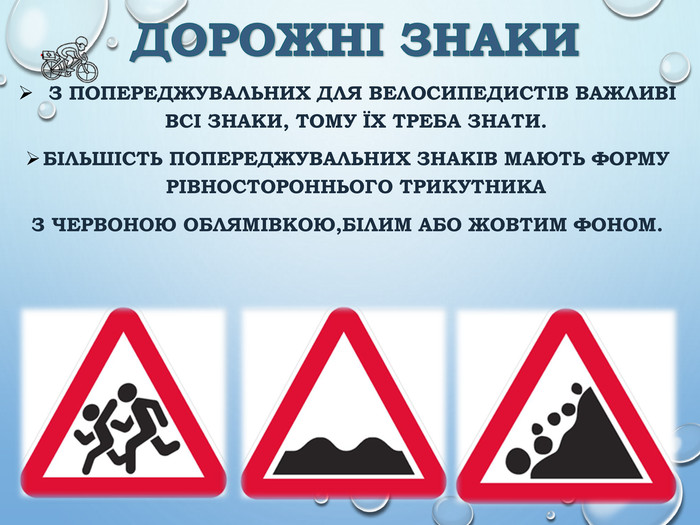 ДОРОЖНІ ЗНАКИ
З ПОПЕРЕДЖУВАЛЬНИХ ДЛЯ ВЕЛОСИПЕДИСТІВ ВАЖЛИВІ
ВСІ ЗНАКИ, ТОМУ ЇХ ТРЕБА ЗНАТИ.
БІЛЬШІСТЬ ПОПЕРЕДЖУВАЛЬНИХ ЗНАКІВ МАЮТЬ ФОРМУ
РІВНОСТОРОННЬОГО ТРИКУТНИКА
З ЧЕРВОНОЮ ОБЛЯМІВКОЮ,БІЛИМ АБО ЖОВТИМ ФОНОМ.